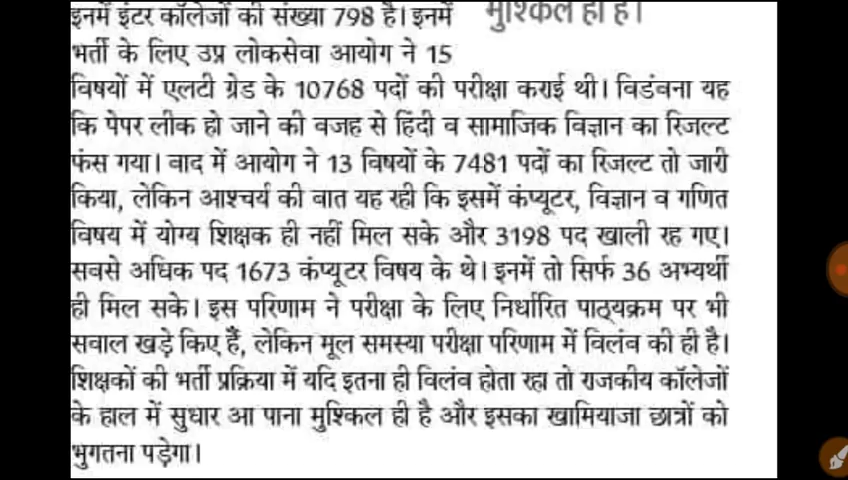 इनमें इंटर कॉलेजों की संख्या 798 है। इनमें
मुश्किल ही है।
भर्ती के लिए उप्र लोकसेवा आयोग ने 15
विषयों में एलटी ग्रेड के 10768 पदों की परीक्षा कराई थी। विडंवना यह
कि पेपर लीक हो जाने की वजह से हिंदी व सामाजिक विज्ञान का रिजल्ट
फंस गया। वाद में आयोग ने 13 विषयों के 7481 पदों का रिजल्ट तो जारी
किया, लेकिन आश्चर्य की वात यह रही कि इसमें कंप्यूटर, विज्ञान व गणित
विषय में योग्य शिक्षक ही नहीं मिल सके और 3198 पद खाली रह गए।
सवसे अधिक पद 1673 कंप्यूटर विषय के थे। इनमें तो सिर्फ 36 अभ्यर्थी
ही मिल सके। इस परिणाम ने परीक्षा के लिए निर्धारित पाठ्यक्रम पर भी
सवाल खड़े किए हैं, लेकिन मूल समस्या परीक्षा परिणाम में विलंव की ही है।
शिक्षकों की भर्ती प्रक्रिया में यदि इतना ही विलंव होता रहा तो राजकीय कॉलेजों
के हाल में सुधार आ पाना मुश्किल ही है और इसका खामियाजा छात्रों को
भुगतना पड़ेगा।